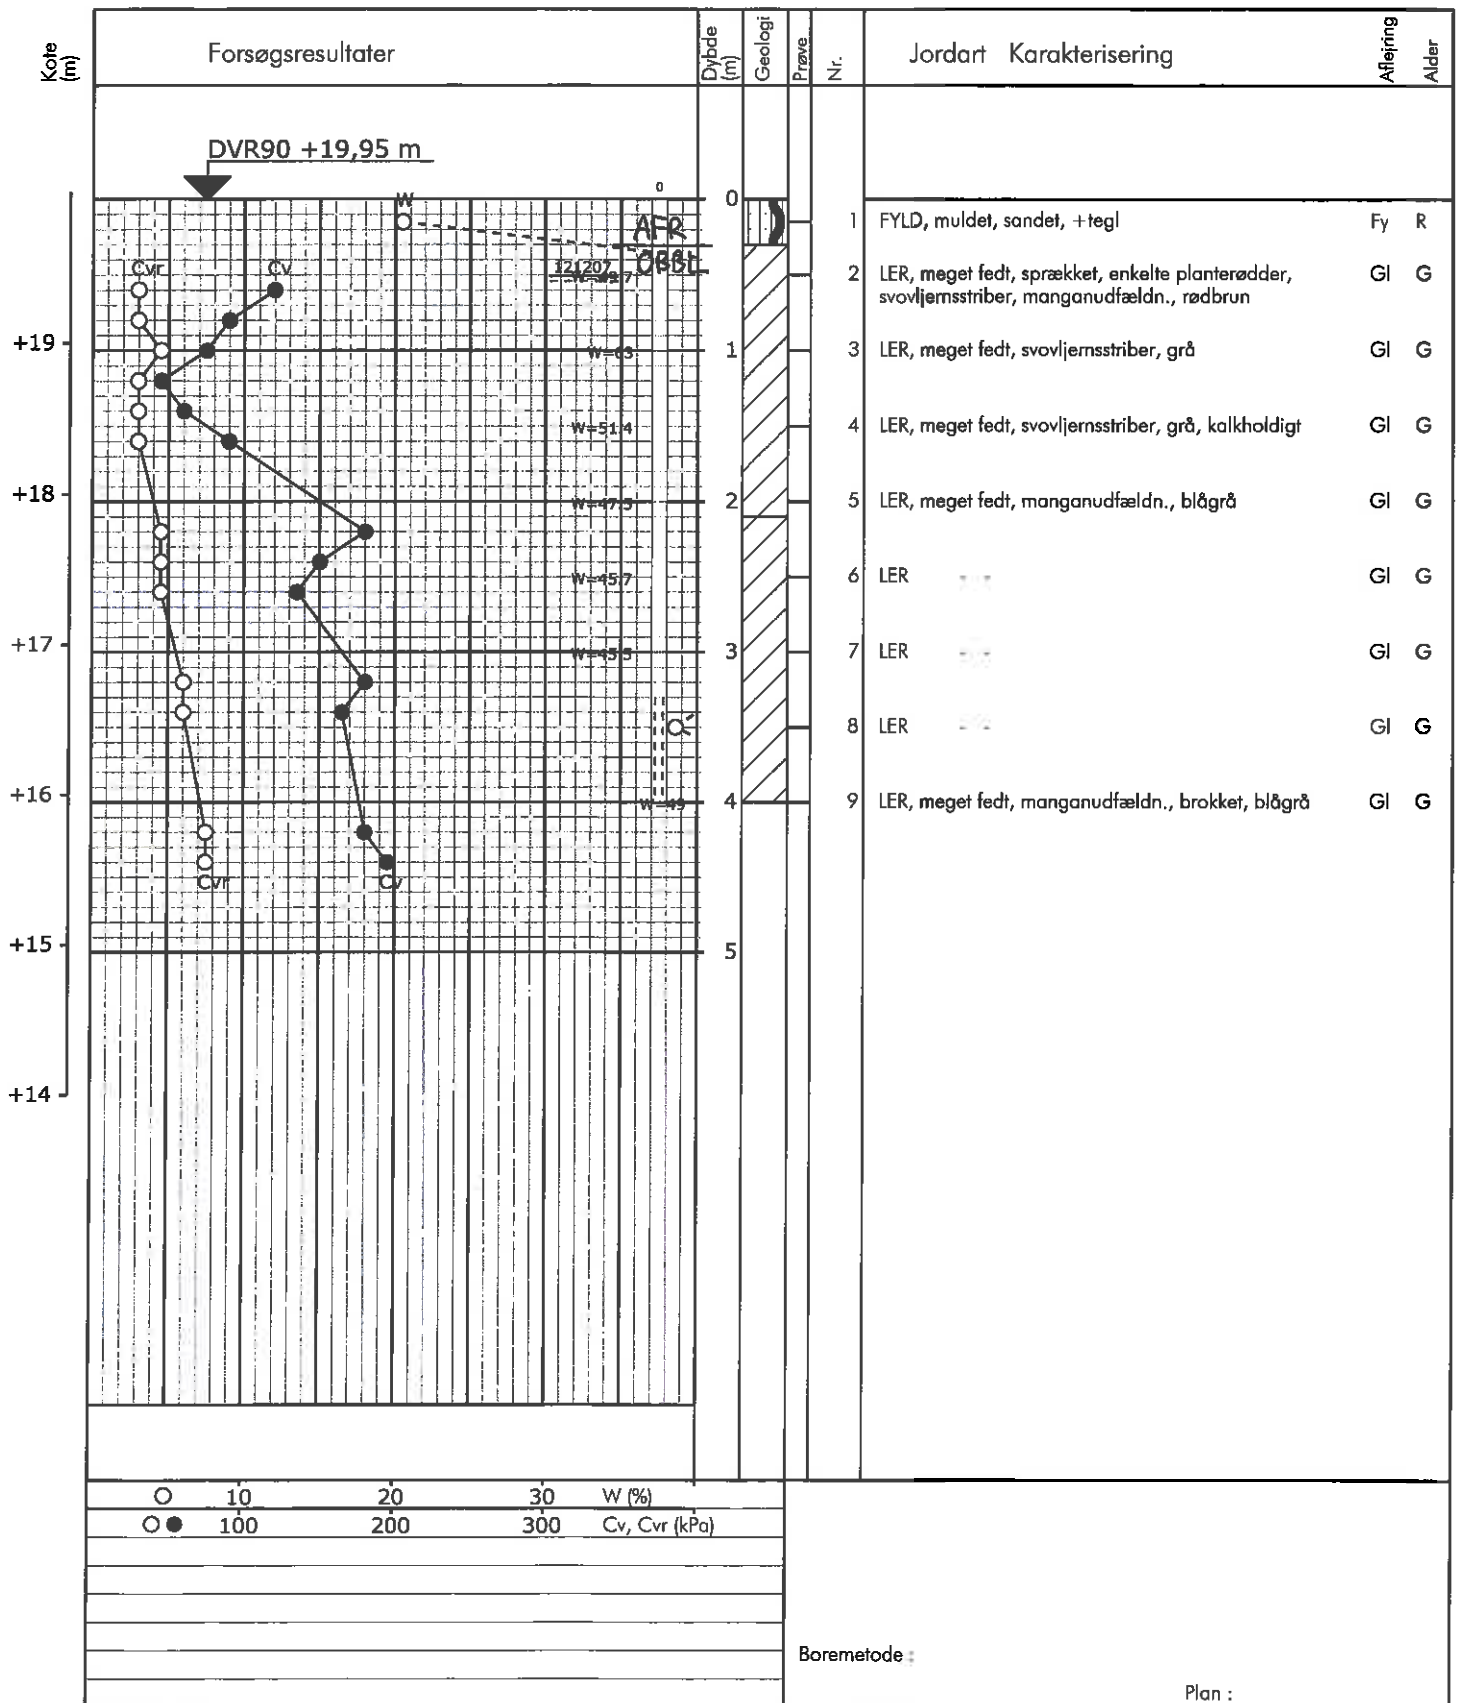 Kote (m)
Forsøgsresultater
Dybde (m)
Geologi
Prøve
Nr.
Jordart Karakterisering
Aflejring
Alder
DVR90 +19,95 m
0
W
0
AFR
1 FYLD, muldet, sandet, +tegl Fy R
OBBL
Cvr
Cv
121207
2 LER, meget fedt, sprækket, enkelte planterødder, Gl G
svovljernsstriber, manganudfældn., rødbrun
+19
W=63
1
3 LER, meget fedt, svovljernsstriber, grå Gl G
W=51.4
4 LER, meget fedt, svovljernsstriber, grå, kalkholdigt Gl G
+18
W=47.5
2
5 LER, meget fedt, manganudfældn., blågrå Gl G
W=45.7
6 LER Gl G
+17
W=45.5
3
7 LER Gl G
8 LER Gl G
+16
W=49
4
9 LER, meget fedt, manganudfældn., brokket, blågrå Gl G
Cvr
Cv
+15
5
+14
10 20 30 W (%)
100 200 300 Cv, Cvr (kPa)
Boremetode :
Plan :